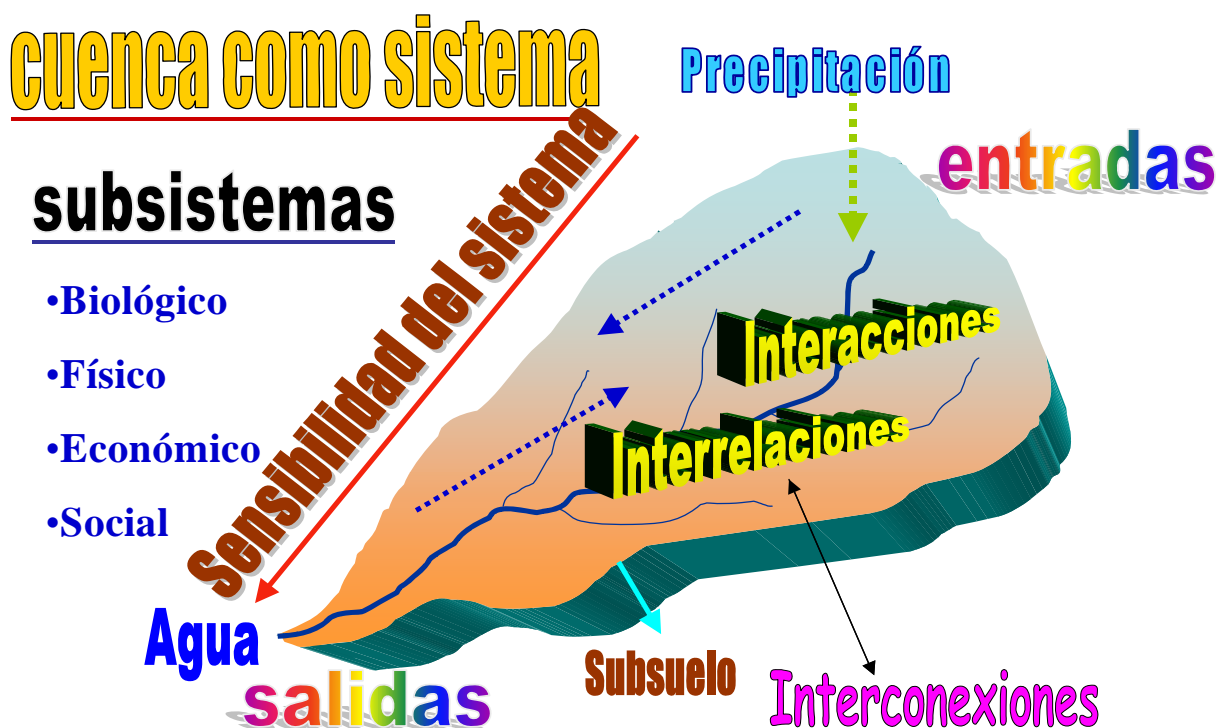 cuenca como sistema
Precipitación
entradas
subsistemas
Sensibilidad del sistema
•Biológico
•Físico
•Económico
•Social
Interacciones
Interrelaciones
Agua
salidas
Subsuelo
Interconexiones